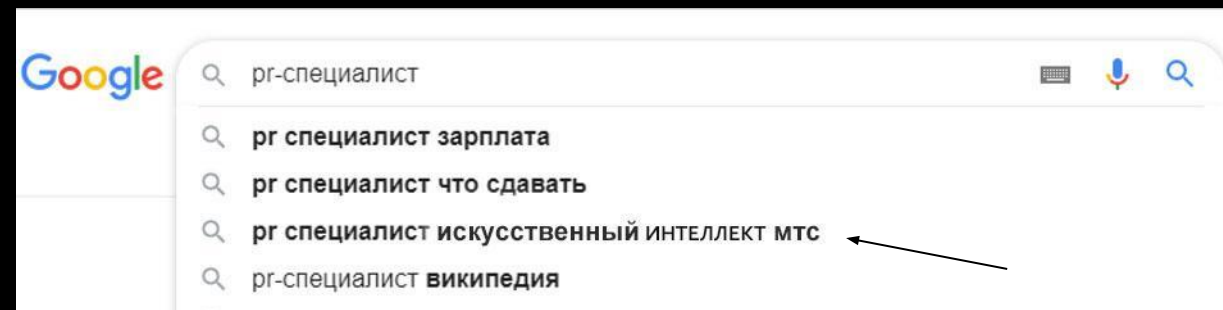 Google pr-специалист
pr специалист зарплата
pr специалист что сдавать
pr специалист искусственный ИНТЕЛЛЕКТ МТС
pr-специалист википедия